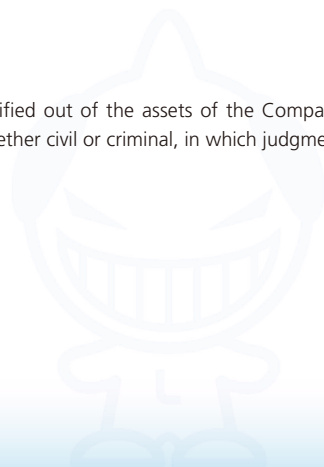 ified out of the assets of the Compa
ether civil or criminal, in which judgme